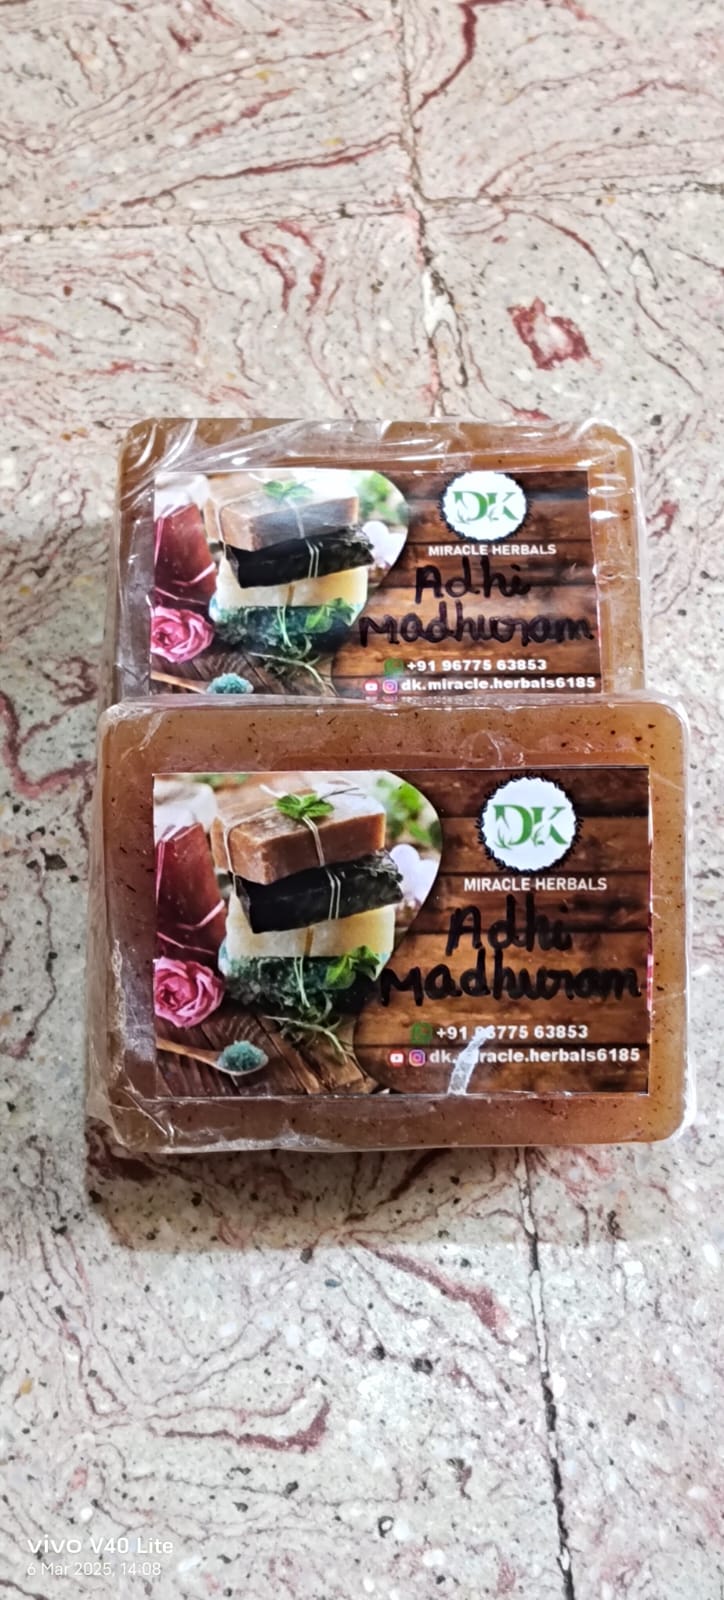 DK
MIRACLE HERBALS
Adhi
Madhuram
+91 96775 63853
dk.miracle.herbals6185
DK
MIRACLE HERBALS
Adhi
Madhuram
+91 96775 63853
dk.miracle.herbals6185
vivo V40 Lite
6 Mar 2025, 14:08